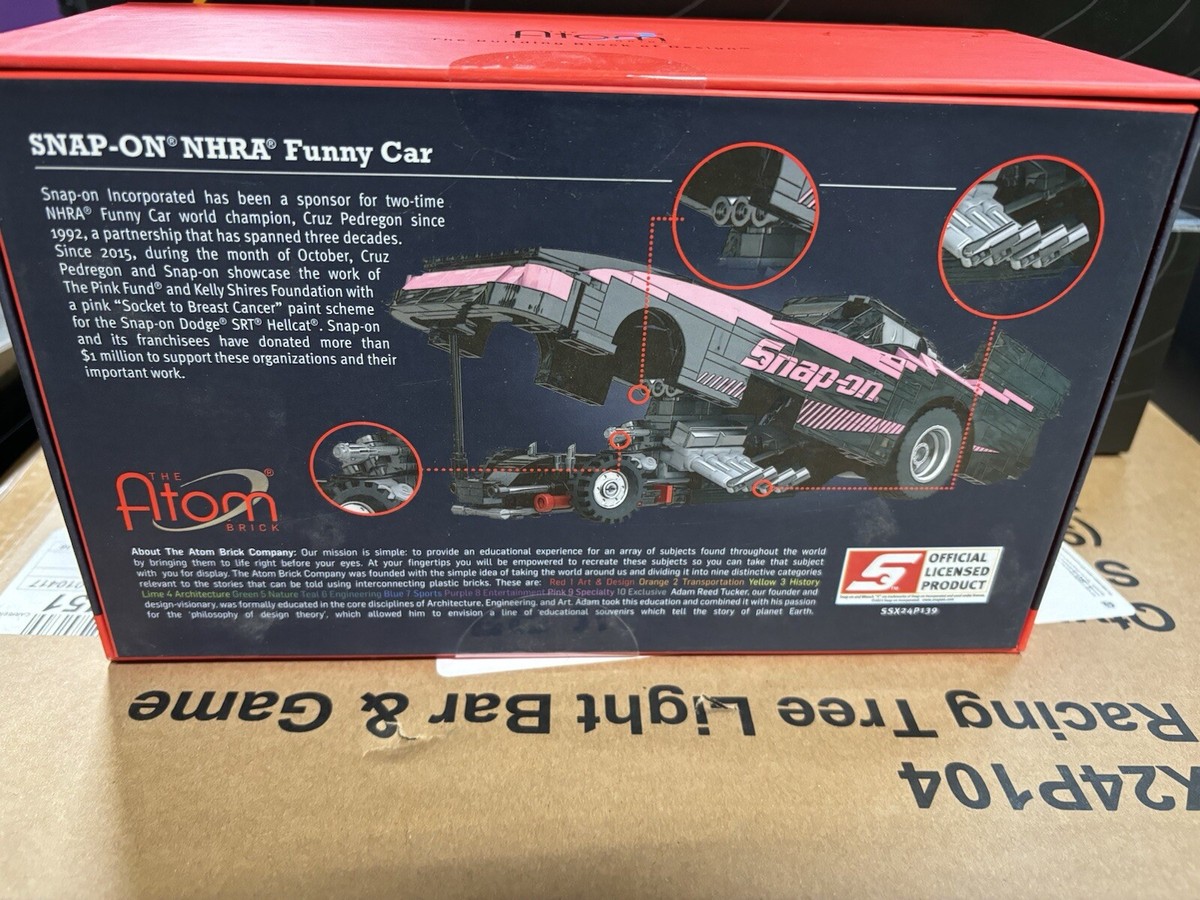 Atom
The Building Block of Design™
SNAP-ON® NHRA® Funny Car
Snap-on Incorporated has been a sponsor for two-time
NHRA® Funny Car world champion, Cruz Pedregon since
1992, a partnership that has spanned three decades.
Since 2015, during the month of October, Cruz
Pedregon and Snap-on showcase the work of
The Pink Fund® and Kelly Shires Foundation with
a pink “Socket to Breast Cancer” paint scheme
for the Snap-on Dodge® SRT® Hellcat®. Snap-on
and its franchisees have donated more than
$1 million to support these organizations and their
important work.
Snap-on
THE
Atom®
BRICK
About The Atom Brick Company: Our mission is simple: to provide an educational experience for an array of subjects found throughout the world
by bringing them to life right before your eyes. At your fingertips you will be empowered to recreate these subjects so you can take that subject
with you for display. The Atom Brick Company was founded with the simple idea of taking the world around us and dividing it into nine distinctive categories
relevant to the stories that can be told using interconnecting plastic bricks. These are: Red 1 Art & Design Orange 2 Transportation Yellow 3 History
Lime 4 Architecture Green 5 Nature Teal 6 Engineering Blue 7 Sports Purple 8 Entertainment Pink 9 Specialty 10 Exclusive Adam Reed Tucker, our founder and
design-visionary, was formally educated in the core disciplines of Architecture, Engineering, and Art. Adam took this education and combined it with his passion
for the 'philosophy of design theory', which allowed him to envision a line of educational souvenirs which tell the story of planet Earth.
OFFICIAL
LICENSED
PRODUCT
SSX24P139
010417
51
Racing Tree Light Bar & Game
X24P104